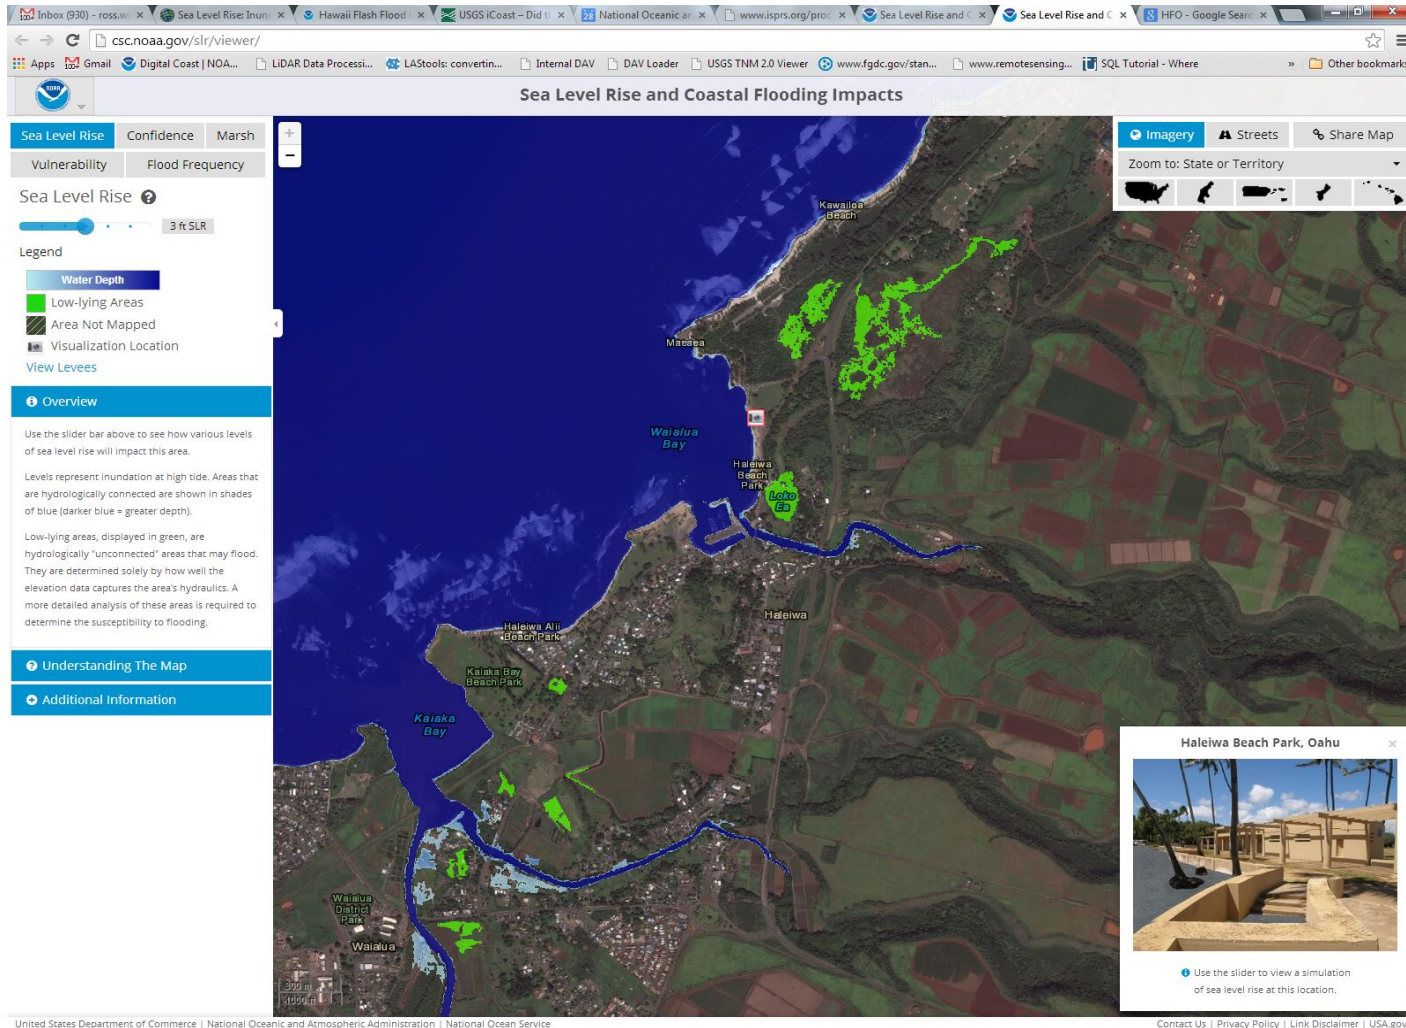 Inbox (930) - ross.w
Sea Level Rise: Inun
Hawaii Flash Flood
USGS iCoast – Did t
National Oceanic a
www.isprs.org/proc
Sea Level Rise and C
Sea Level Rise and C
HFO - Google Searc
csc.noaa.gov/slr/viewer/
Apps
Gmail
Digital Coast | NOA...
LiDAR Data Processi...
LAStools: convertin...
Internal DAV
DAV Loader
USGS TNM 2.0 Viewer
www.fgdc.gov/stan...
www.remotesensing...
SQL Tutorial - Where
»
Other bookmark
NOAA
Sea Level Rise and Coastal Flooding Impacts
Sea Level Rise
Confidence
Marsh
Vulnerability
Flood Frequency
Sea Level Rise
3 ft SLR
Legend
Water Depth
Low-lying Areas
Area Not Mapped
Visualization Location
View Levees
Overview
Use the slider bar above to see how various levels
of sea level rise will impact this area.
Levels represent inundation at high tide. Areas that
are hydrologically connected are shown in shades
of blue (darker blue = greater depth).
Low-lying areas, displayed in green, are
hydrologically "unconnected" areas that may flood.
They are determined solely by how well the
elevation data captures the area's hydraulics. A
more detailed analysis of these areas is required to
determine the susceptibility to flooding.
Understanding The Map
Additional Information
+
−
Imagery
Streets
Share Map
Zoom to: State or Territory
Kawailoa
Beach
Waialua
Bay
Haleiwa
Beach
Park
Loko
Ea
Haleiwa
Haleiwa Alii
Beach Park
Kaiaka Bay
Beach Park
Kaiaka
Bay
Waialua
District
Park
Waialua
300 m
1000 ft
Haleiwa Beach Park, Oahu
×
Use the slider to view a simulation
of sea level rise at this location.
United States Department of Commerce | National Oceanic and Atmospheric Administration | National Ocean Service
Contact Us | Privacy Policy | Link Disclaimer | USA.gov